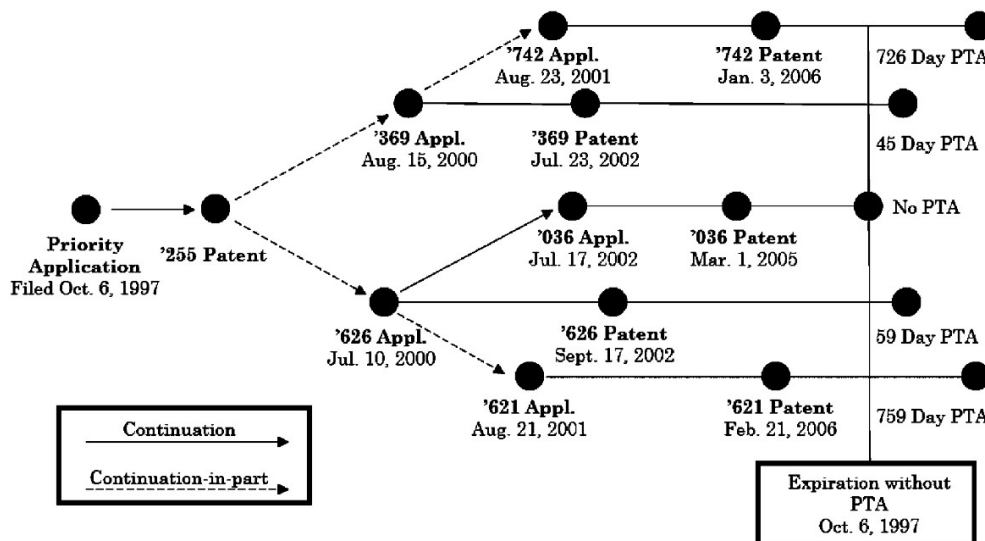 '742 Appl.
Aug. 23, 2001
'742 Patent
Jan. 3, 2006
726 Day PTA
'369 Appl.
Aug. 15, 2000
'369 Patent
Jul. 23, 2002
45 Day PTA
Priority
Application
Filed Oct. 6, 1997
'255 Patent
'036 Appl.
Jul. 17, 2002
'036 Patent
Mar. 1, 2005
No PTA
'626 Appl.
Jul. 10, 2000
'626 Patent
Sept. 17, 2002
59 Day PTA
'621 Appl.
Aug. 21, 2001
'621 Patent
Feb. 21, 2006
759 Day PTA
Continuation
Continuation-in-part
Expiration without
PTA
Oct. 6, 1997